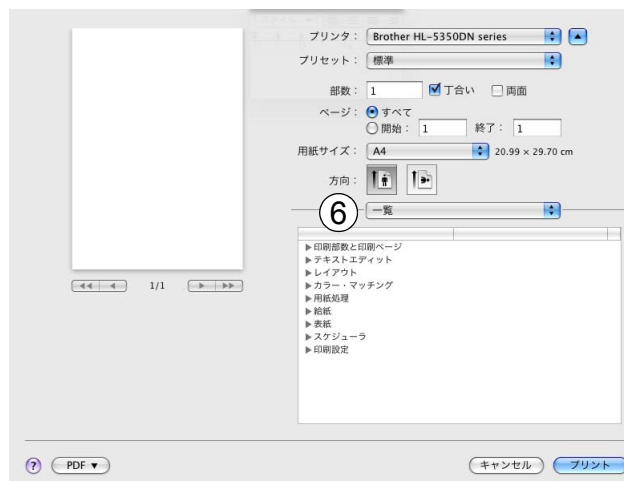 プリンタ： Brother HL-5350DN series
プリセット： 標準
部数： 1 丁合い 両面
ページ： すべて
開始： 1 終了： 1
用紙サイズ： A4 20.99 × 29.70 cm
方向：
⑥ 一覧
印刷部数と印刷ページ
テキストエディット
レイアウト
カラー・マッチング
用紙処理
給紙
表紙
スケジューラ
印刷設定
1/1
? PDF ▼ キャンセル プリント